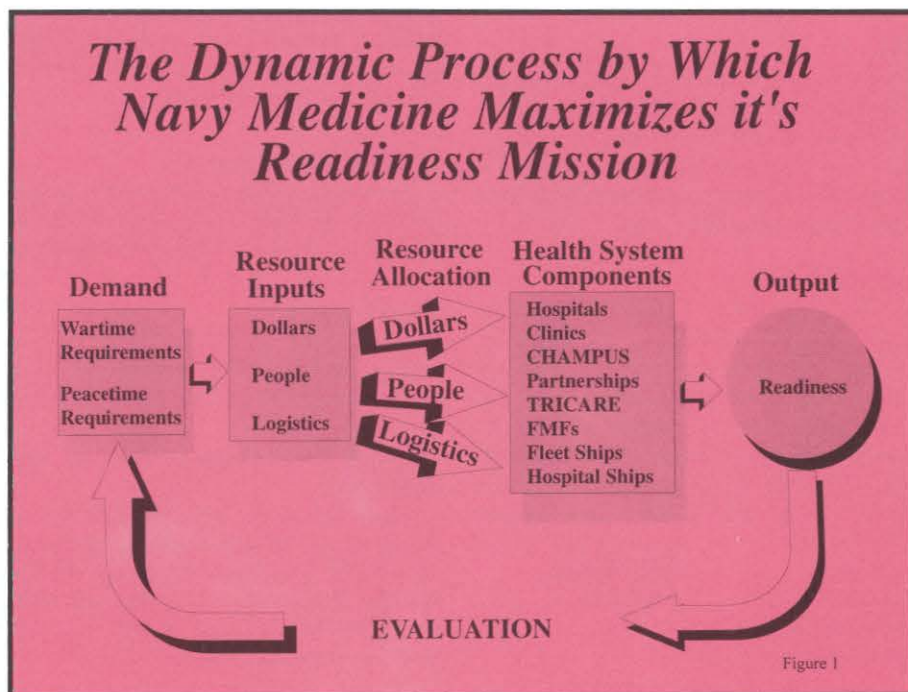 The Dynamic Process by Which
Navy Medicine Maximizes it's
Readiness Mission
Demand
Wartime
Requirements
Peacetime
Requirements
Resource
Inputs
Dollars
People
Logistics
Resource
Allocation
Dollars
People
Logistics
Health System
Components
Hospitals
Clinics
CHAMPUS
Partnerships
TRICARE
FMFs
Fleet Ships
Hospital Ships
Output
Readiness
EVALUATION
Figure 1